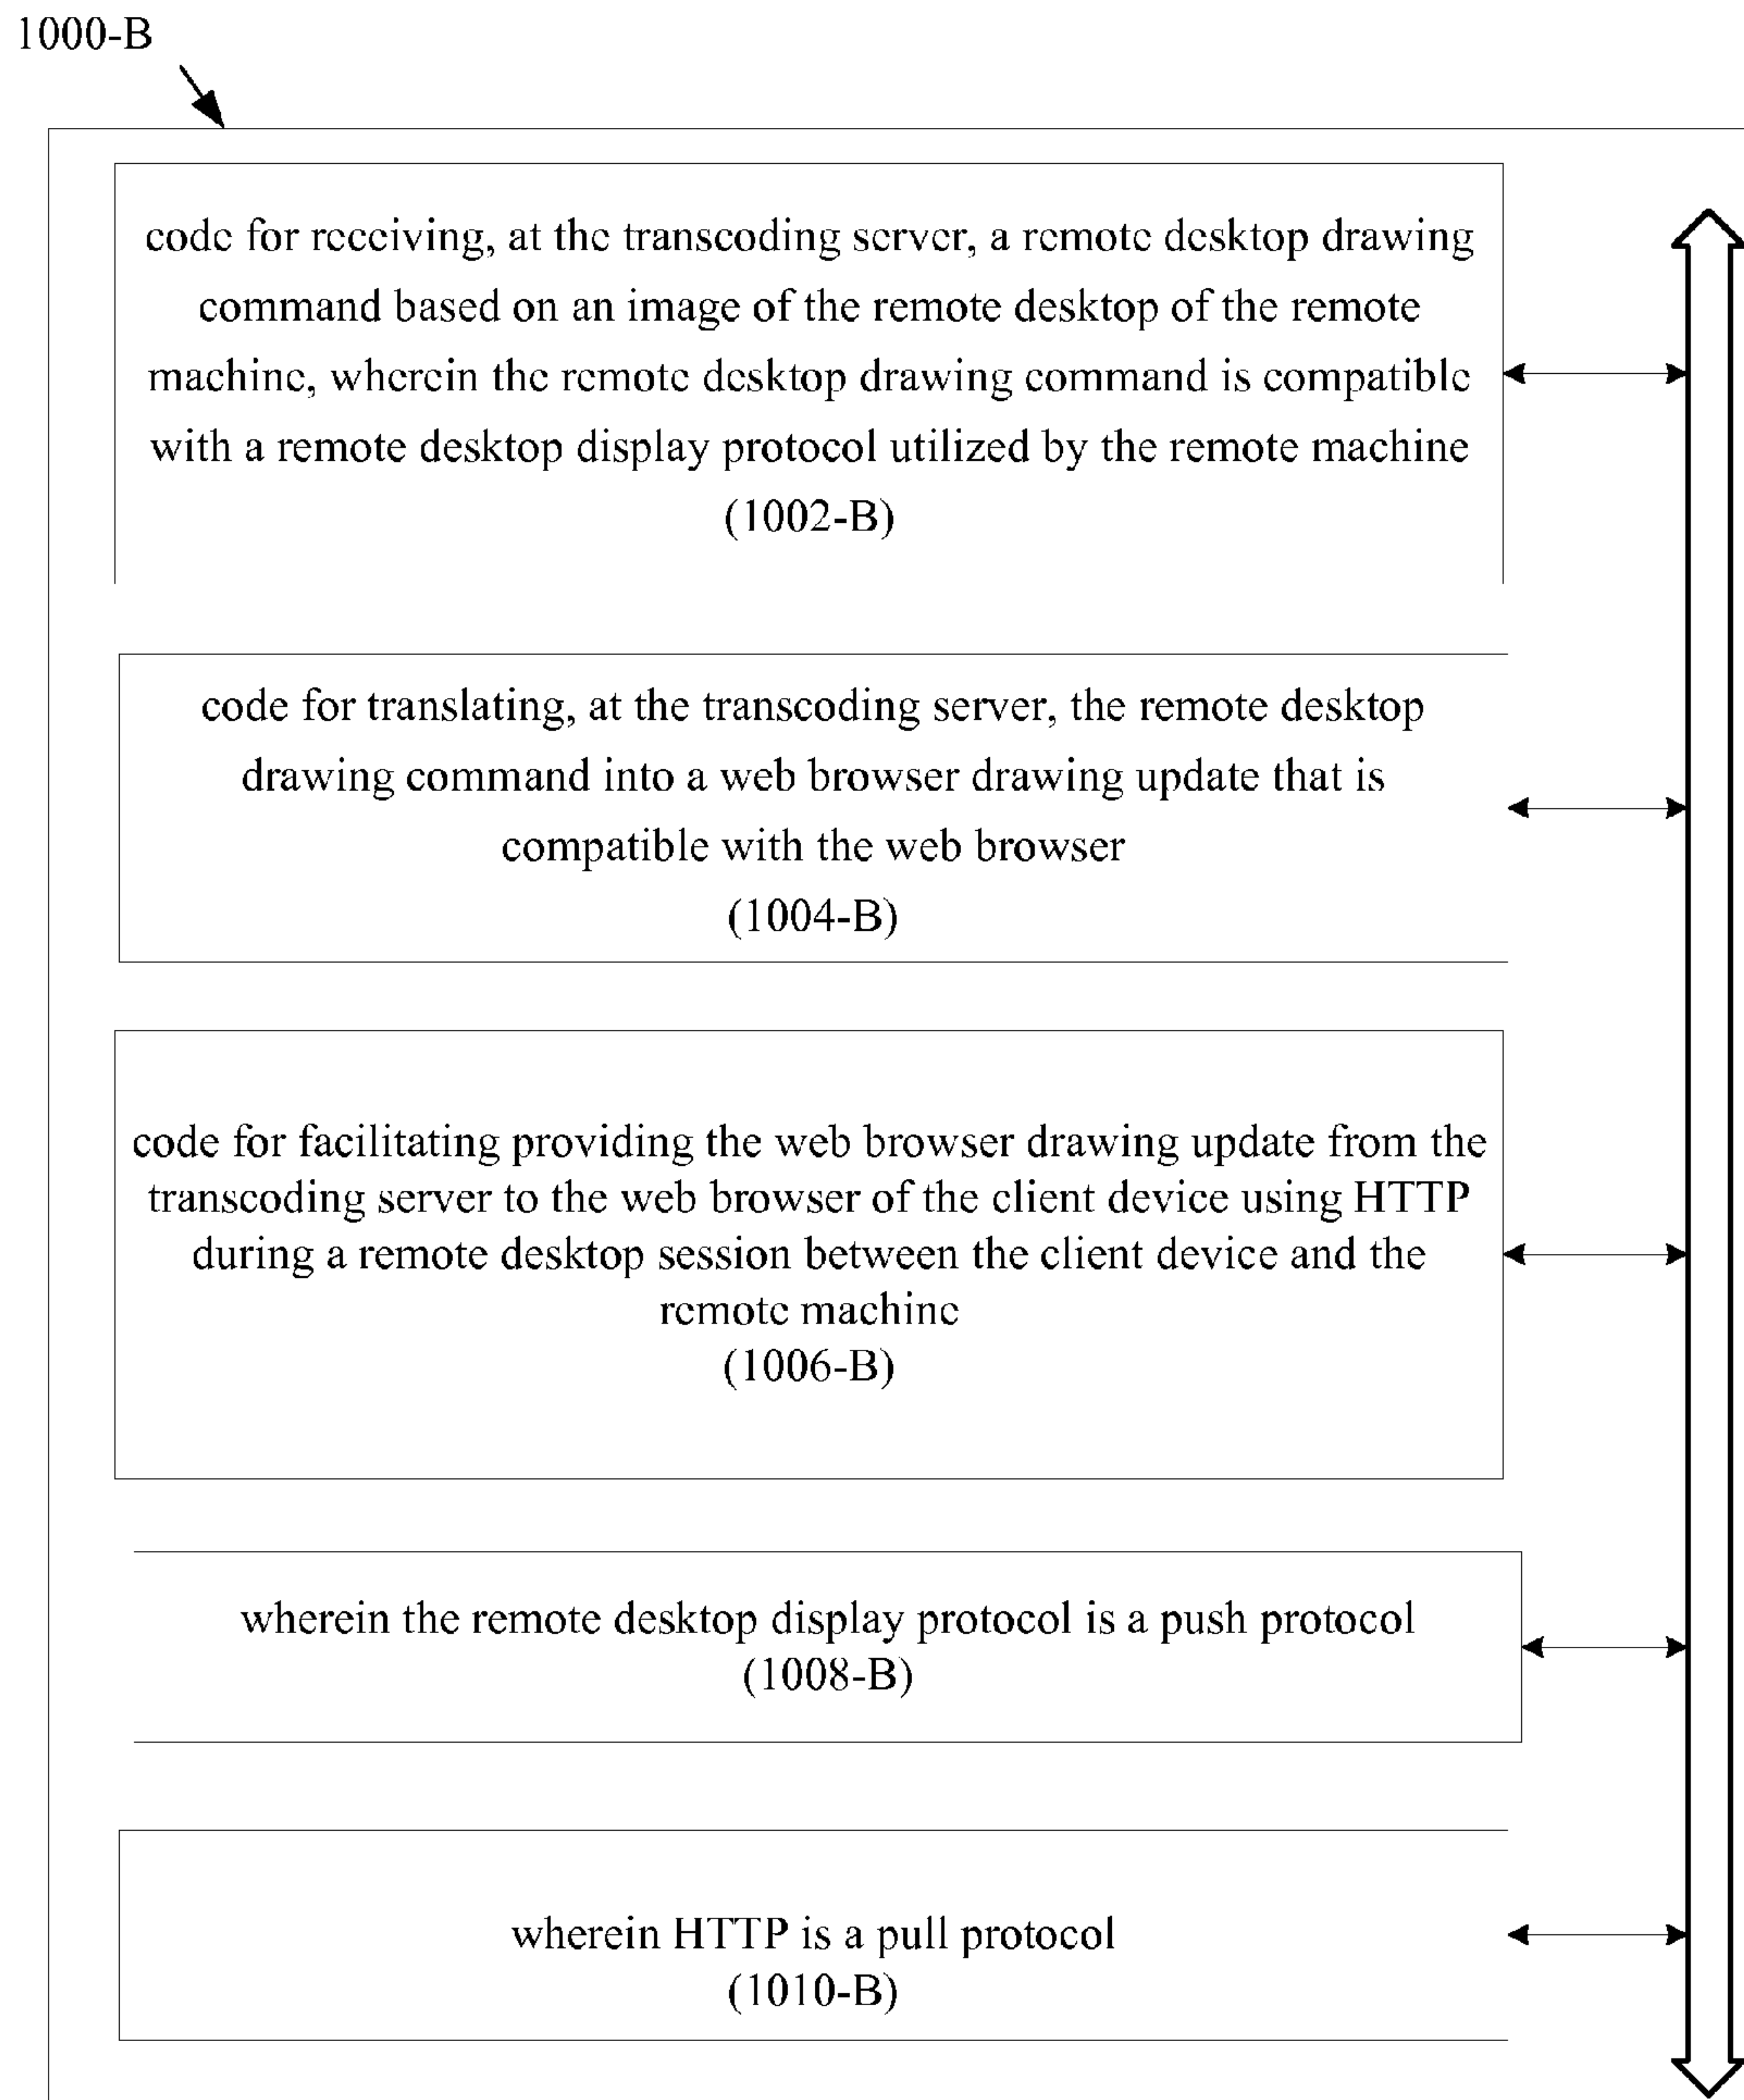 1000-B
code for receiving, at the transcoding server, a remote desktop drawing
command based on an image of the remote desktop of the remote
machine, wherein the remote desktop drawing command is compatible
with a remote desktop display protocol utilized by the remote machine
(1002-B)
code for translating, at the transcoding server, the remote desktop
drawing command into a web browser drawing update that is
compatible with the web browser
(1004-B)
code for facilitating providing the web browser drawing update from the
transcoding server to the web browser of the client device using HTTP
during a remote desktop session between the client device and the
remote machine
(1006-B)
wherein the remote desktop display protocol is a push protocol
(1008-B)
wherein HTTP is a pull protocol
(1010-B)